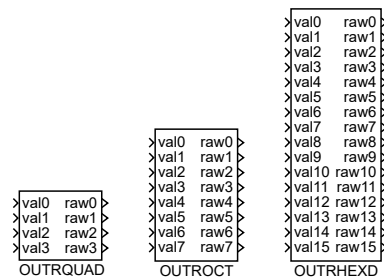 val0 raw0
val1 raw1
val2 raw2
val3 raw3
OUTRQUAD
val0 raw0
val1 raw1
val2 raw2
val3 raw3
val4 raw4
val5 raw5
val6 raw6
val7 raw7
OUTROCT
val0 raw0
val1 raw1
val2 raw2
val3 raw3
val4 raw4
val5 raw5
val6 raw6
val7 raw7
val8 raw8
val9 raw9
val10 raw10
val11 raw11
val12 raw12
val13 raw13
val14 raw14
val15 raw15
OUTRHEXD